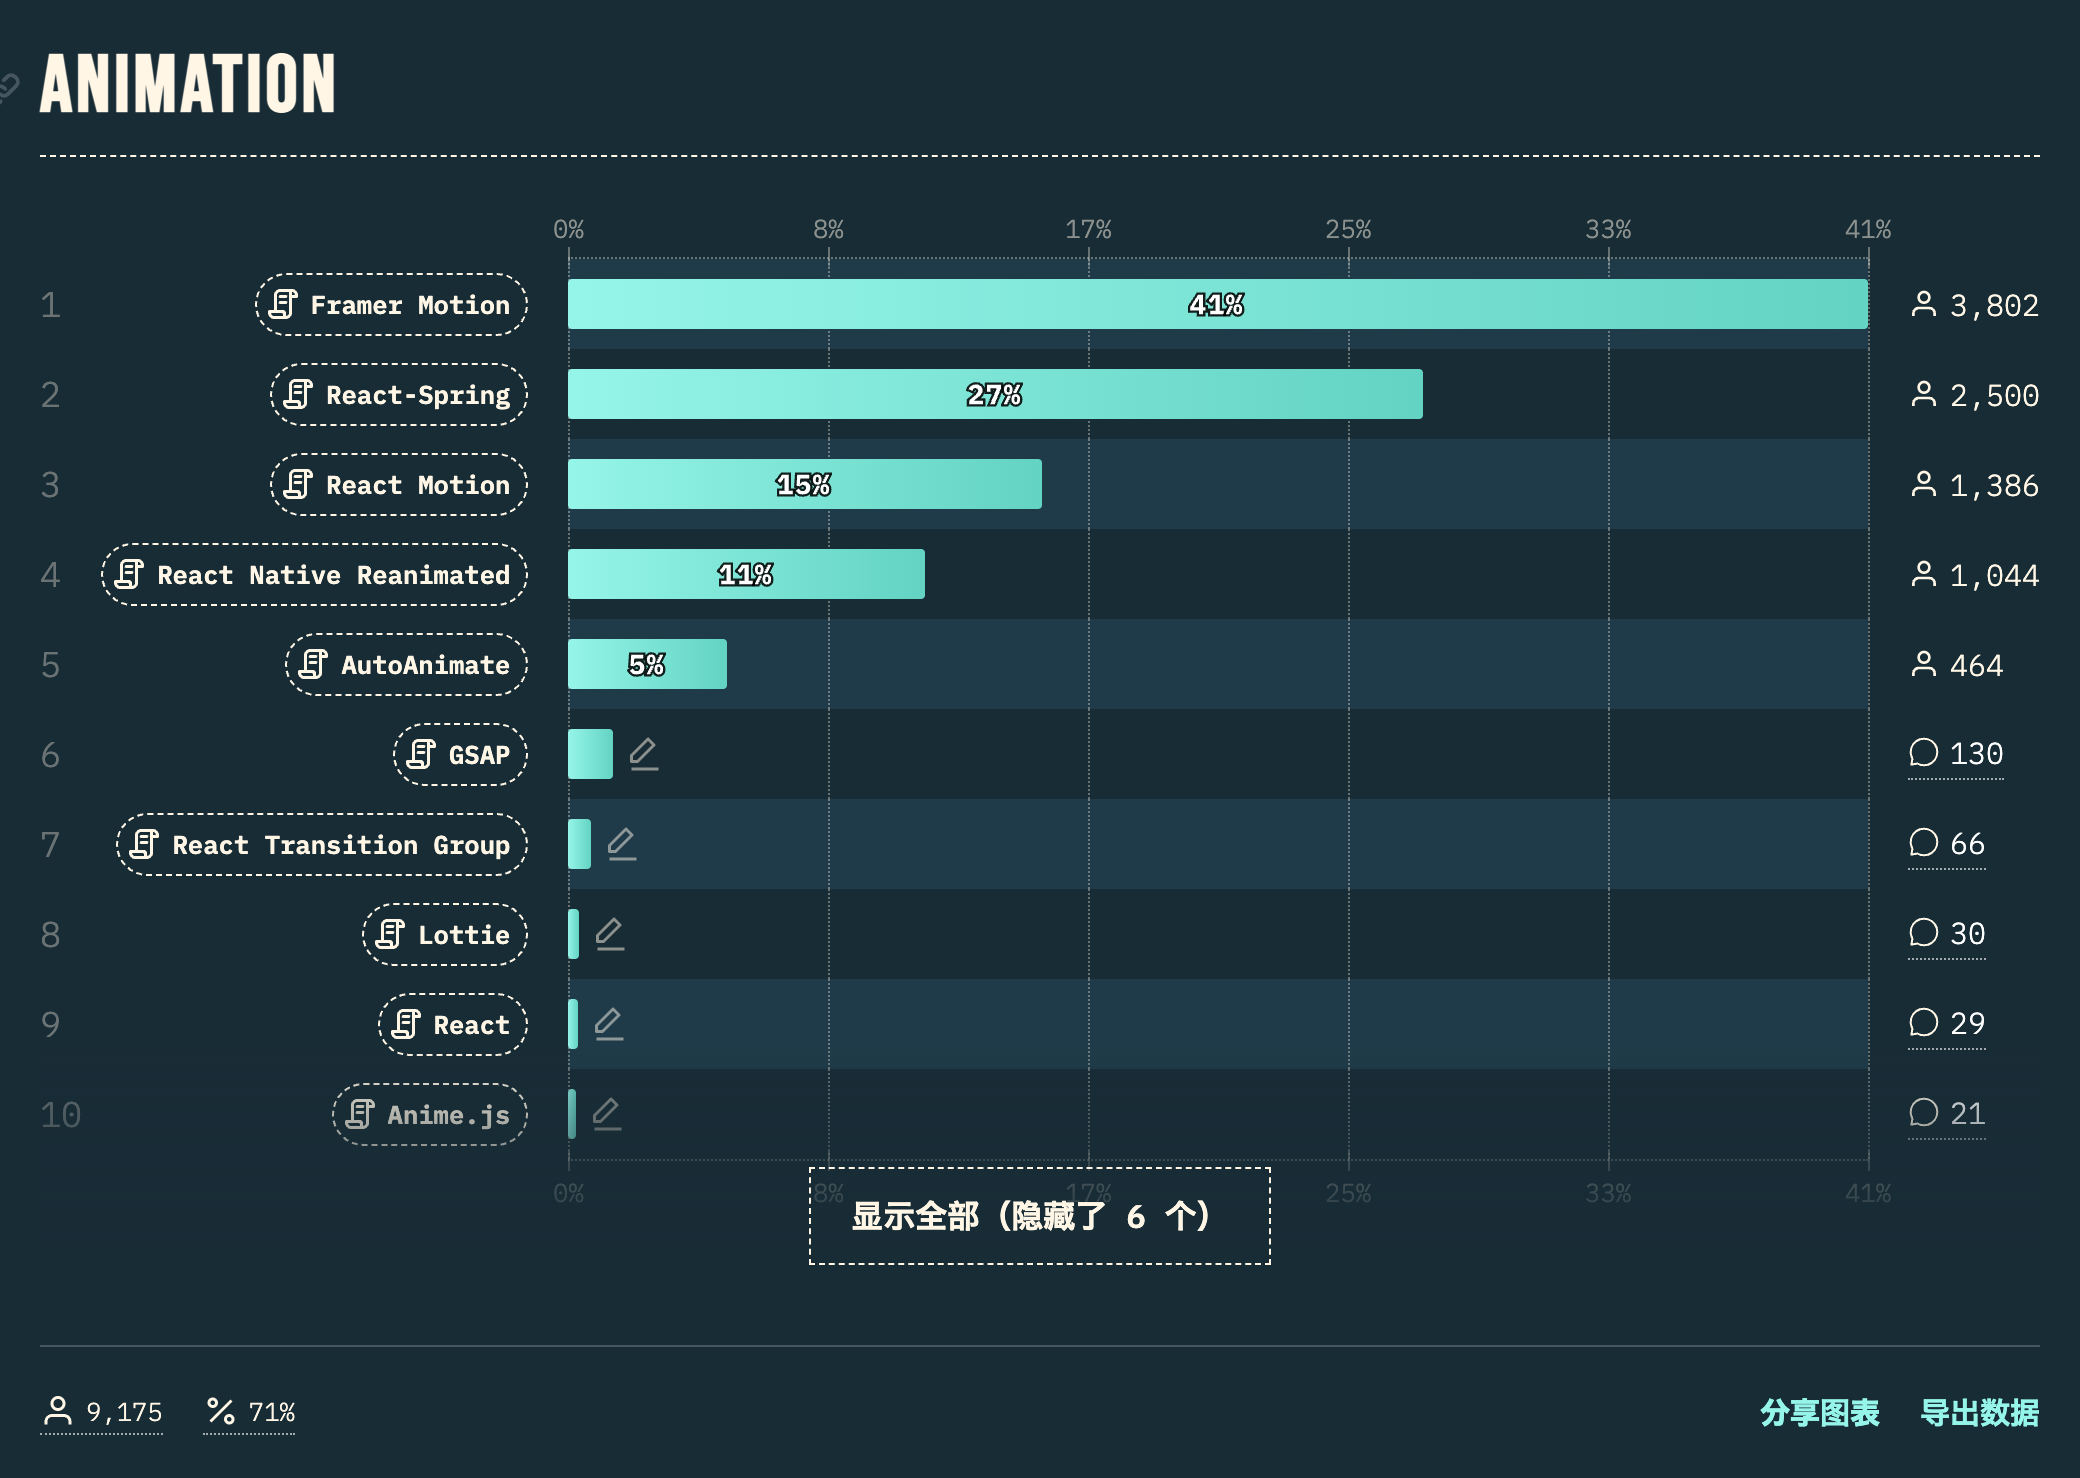 ANIMATION
0% 8% 17% 25% 33% 41%
1 Framer Motion 41% 3,802
2 React-Spring 27% 2,500
3 React Motion 15% 1,386
4 React Native Reanimated 11% 1,044
5 AutoAnimate 5% 464
6 GSAP 130
7 React Transition Group 66
8 Lottie 30
9 React 29
10 Anime.js 21
0% 8% 17% 25% 33% 41%
显示全部（隐藏了 6 个）
9,175 % 71% 分享图表 导出数据